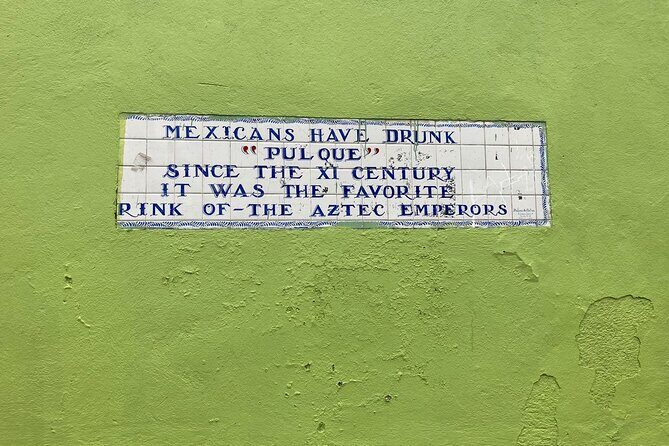 MEXICANS HAVE DRUNK
"PULQUE"
SINCE THE XI CENTURY
IT WAS THE FAVORITE
RINK OF-THE AZTEC EMPERORS